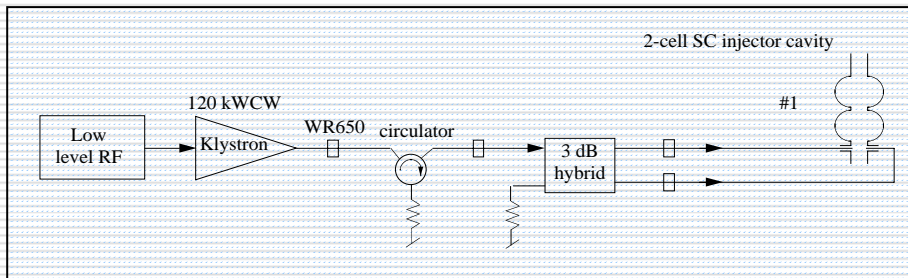 2-cell SC injector cavity
120 kWCW
#1
WR650
circulator
Low
level RF
Klystron
3 dB
hybrid